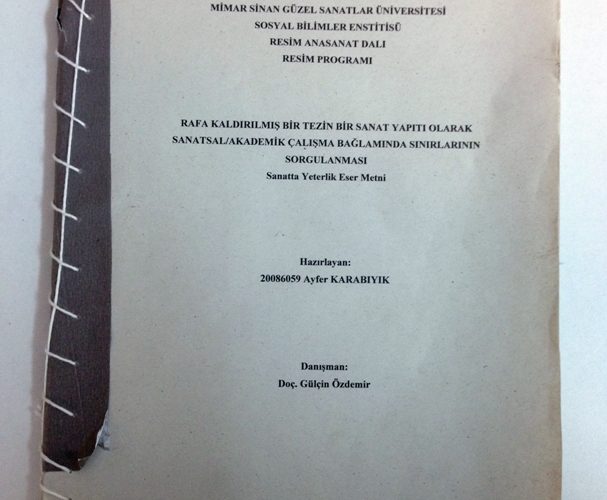 MİMAR SİNAN GÜZEL SANATLAR ÜNİVERSİTESİ
SOSYAL BİLİMLER ENSTİTİSÜ
RESİM ANASANAT DALI
RESİM PROGRAMI
RAFA KALDIRILMIŞ BİR TEZİN BİR SANAT YAPITI OLARAK
SANATSAL/AKADEMİK ÇALIŞMA BAĞLAMINDA SINIRLARININ
SORGULANMASI
Sanatta Yeterlik Eser Metni
Hazırlayan:
20086059 Ayfer KARABIYIK
Danışman:
Doç. Gülçin Özdemir